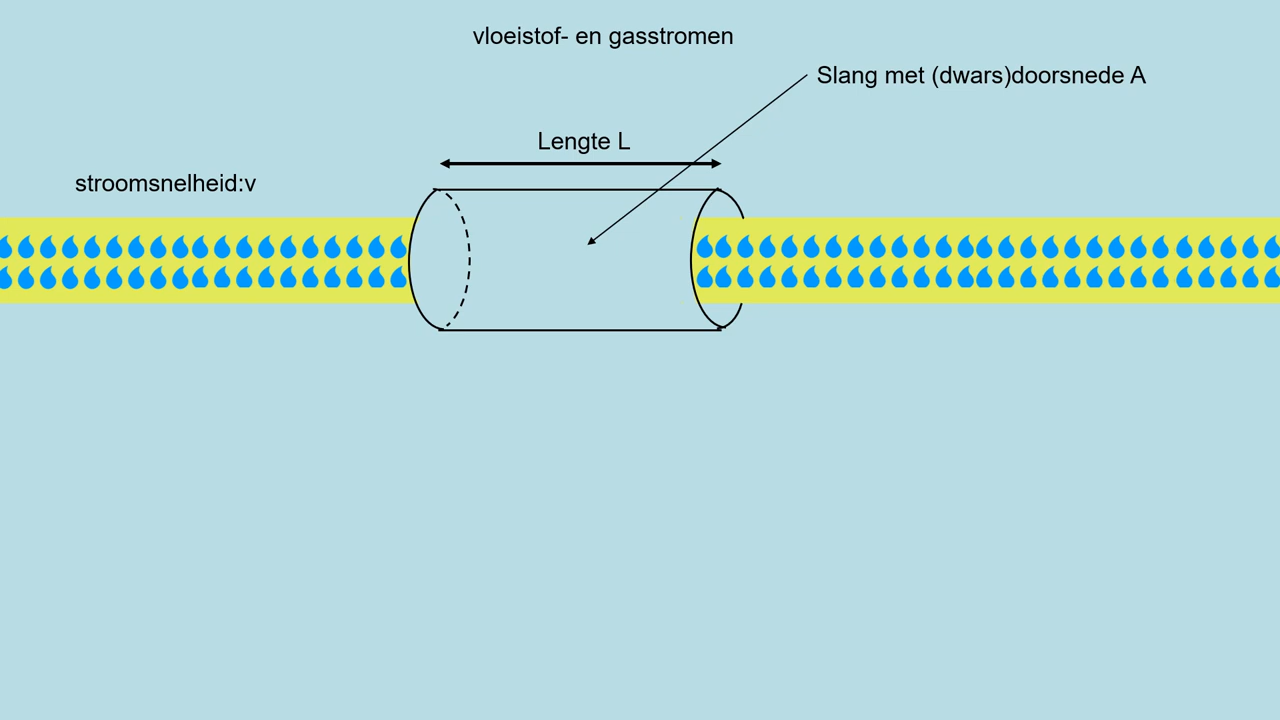 vloeistof- en gasstromen
Slang met (dwars)doorsnede A
Lengte L
stroomsnelheid:v